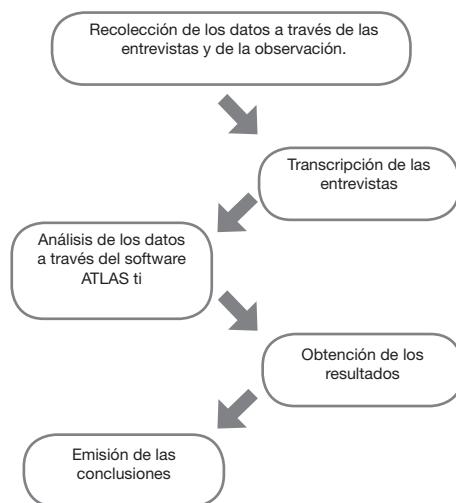 Recolección de los datos a través de las
entrevistas y de la observación.
Transcripción de las
entrevistas
Análisis de los datos
a través del software
ATLAS ti
Obtención de los
resultados
Emisión de las
conclusiones